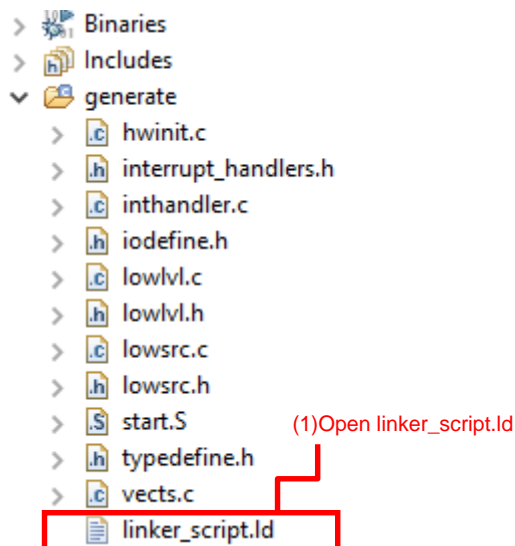 Binaries
Includes
generate
hwinit.c
interrupt_handlers.h
inthandler.c
iodefine.h
lowlvl.c
lowlvl.h
lowsrc.c
lowsrc.h
start.S
(1)Open linker_script.ld
typedefine.h
vects.c
linker_script.ld